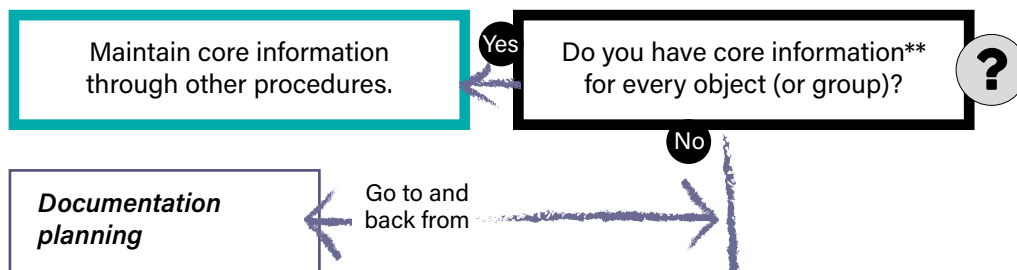 Maintain core information
through other procedures.
Yes
Do you have core information**
for every object (or group)?
?
No
Documentation
planning
Go to and
back from